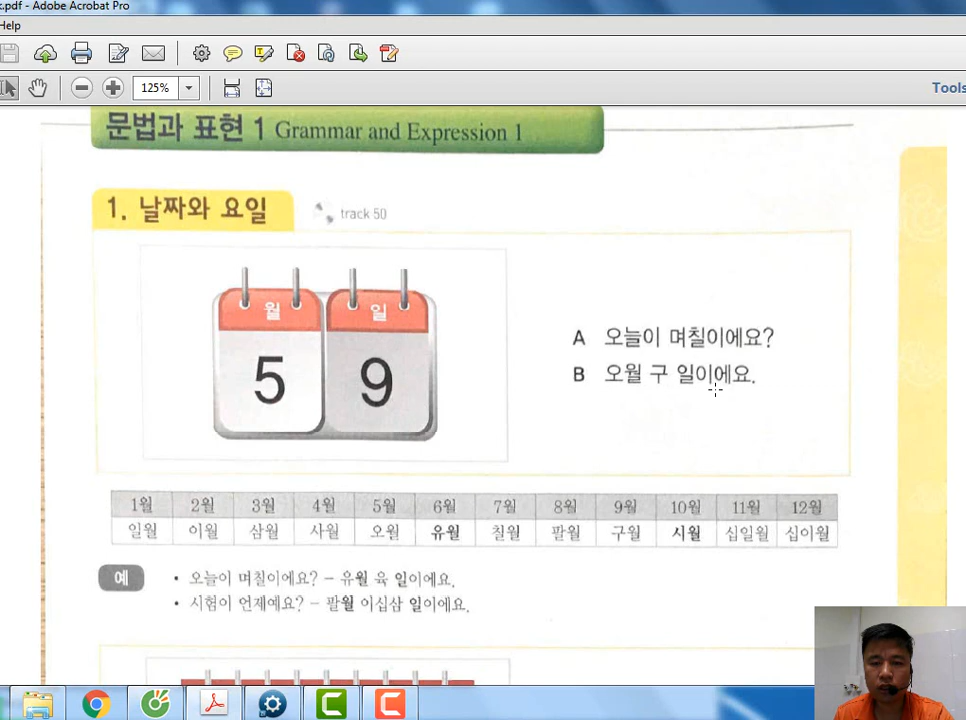 k.pdf - Adobe Acrobat Pro
Help
125%
Tools
문법과 표현 1 Grammar and Expression 1
1. 날짜와 요일
track 50
월 일
5 9
A 오늘이 며칠이에요?
B 오월 구 일이에요.
1월 2월 3월 4월 5월 6월 7월 8월 9월 10월 11월 12월
일월 이월 삼월 사월 오월 유월 칠월 팔월 구월 시월 십일월 십이월
예
• 오늘이 며칠이에요? – 유월 육 일이에요.
• 시험이 언제예요? – 팔월 이십삼 일이에요.